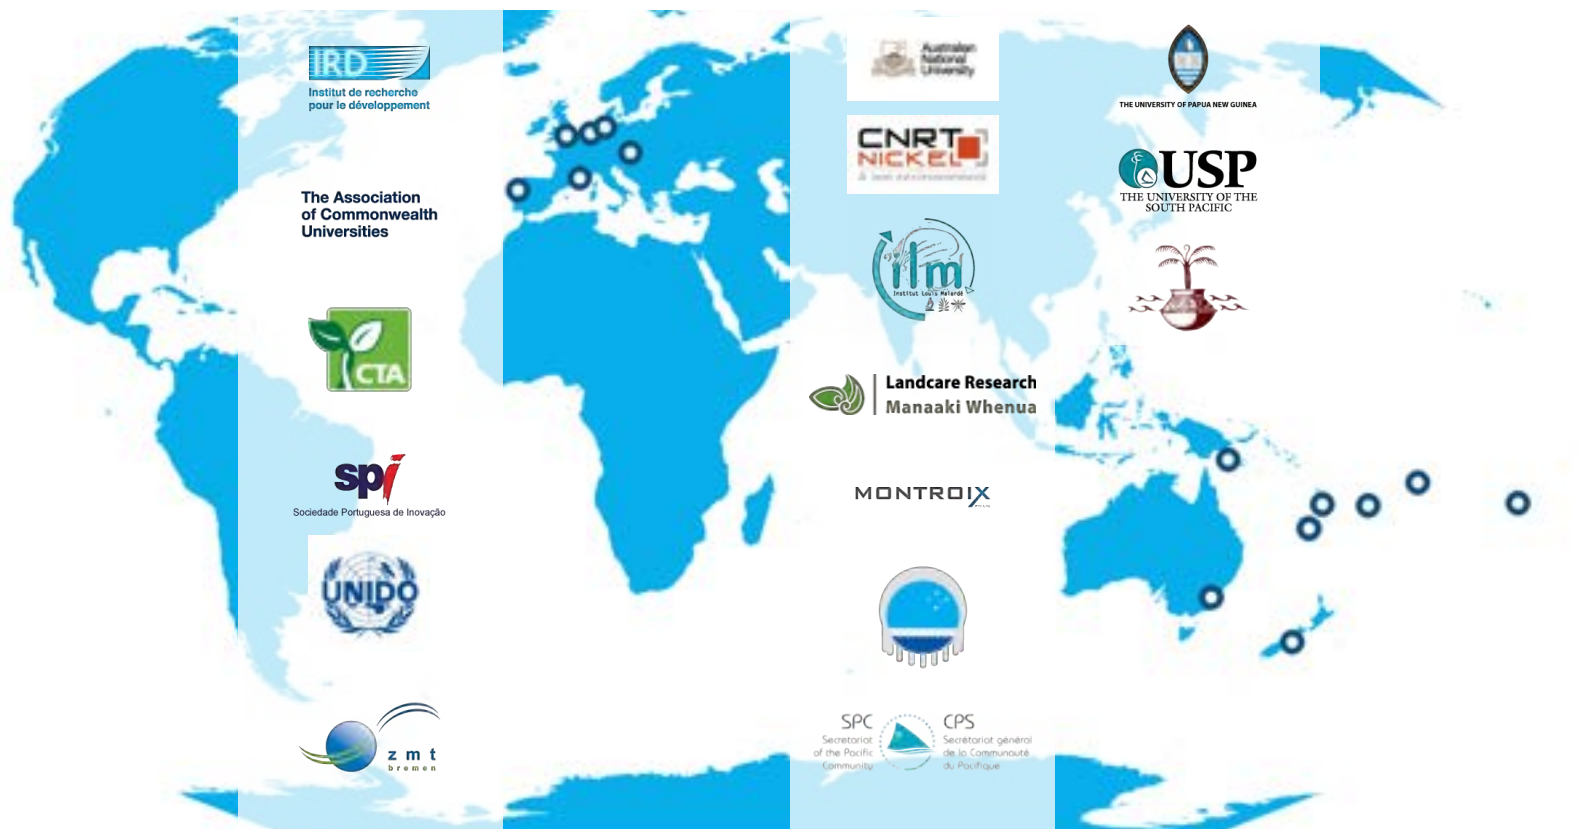 IRD
Institut de recherche
pour le développement
The Association
of Commonwealth
Universities
CTA
spi
Sociedade Portuguesa de Inovação
UNIDO
zmt
bremen
Australian
National
University
CNRT
NICKEL
ilm
Institut Louis Malardé
Landcare Research
Manaaki Whenua
MONTROIX
SPC
Secretariat
of the Pacific
Community
CPS
Secrétariat général
de la Communauté
du Pacifique
THE UNIVERSITY OF PAPUA NEW GUINEA
USP
THE UNIVERSITY OF THE
SOUTH PACIFIC